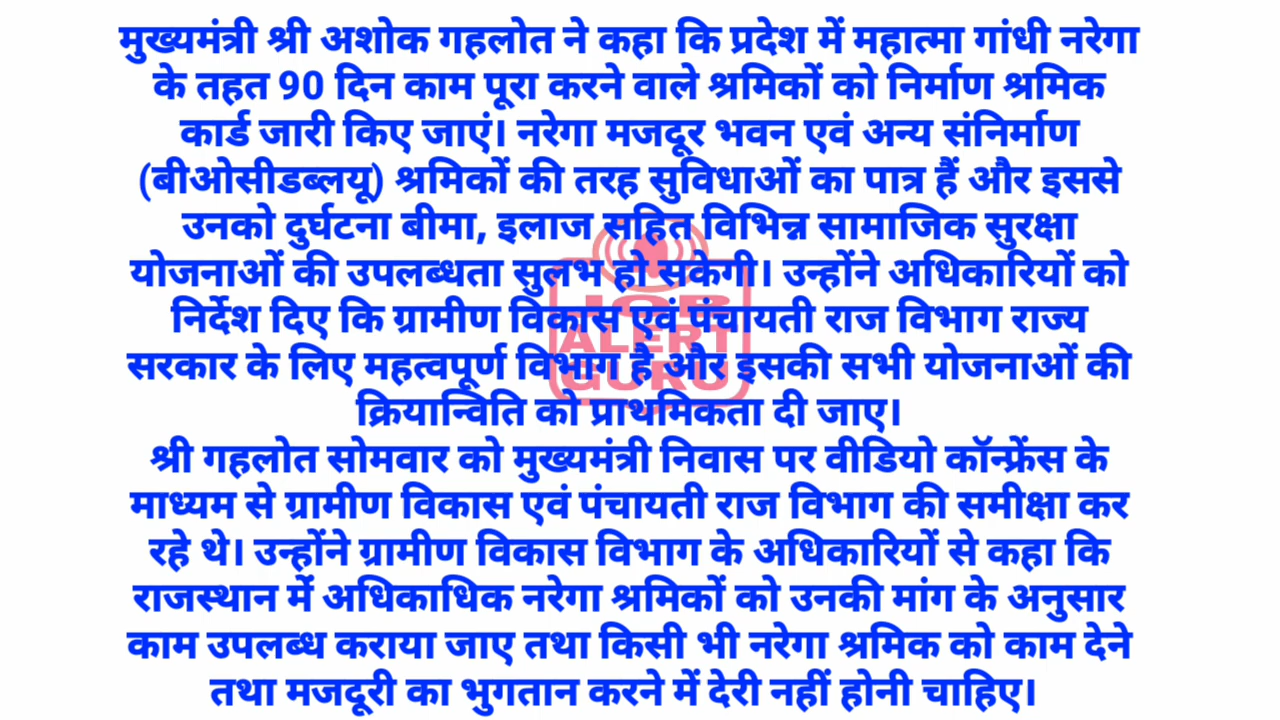 मुख्यमंत्री श्री अशोक गहलोत ने कहा कि प्रदेश में महात्मा गांधी नरेगा
के तहत 90 दिन काम पूरा करने वाले श्रमिकों को निर्माण श्रमिक
कार्ड जारी किए जाएं। नरेगा मजदूर भवन एवं अन्य संनिर्माण
(बीओसीडब्लयू) श्रमिकों की तरह सुविधाओं का पात्र हैं और इससे
उनको दुर्घटना बीमा, इलाज सहित विभिन्न सामाजिक सुरक्षा
योजनाओं की उपलब्धता सुलभ हो सकेगी। उन्होंने अधिकारियों को
निर्देश दिए कि ग्रामीण विकास एवं पंचायती राज विभाग राज्य
सरकार के लिए महत्वपूर्ण विभाग है और इसकी सभी योजनाओं की
क्रियान्विति को प्राथमिकता दी जाए।
श्री गहलोत सोमवार को मुख्यमंत्री निवास पर वीडियो कॉन्फ्रेंस के
माध्यम से ग्रामीण विकास एवं पंचायती राज विभाग की समीक्षा कर
रहे थे। उन्होंने ग्रामीण विकास विभाग के अधिकारियों से कहा कि
राजस्थान में अधिकाधिक नरेगा श्रमिकों को उनकी मांग के अनुसार
काम उपलब्ध कराया जाए तथा किसी भी नरेगा श्रमिक को काम देने
तथा मजदूरी का भुगतान करने में देरी नहीं होनी चाहिए।
JOB
ALERT
GURU